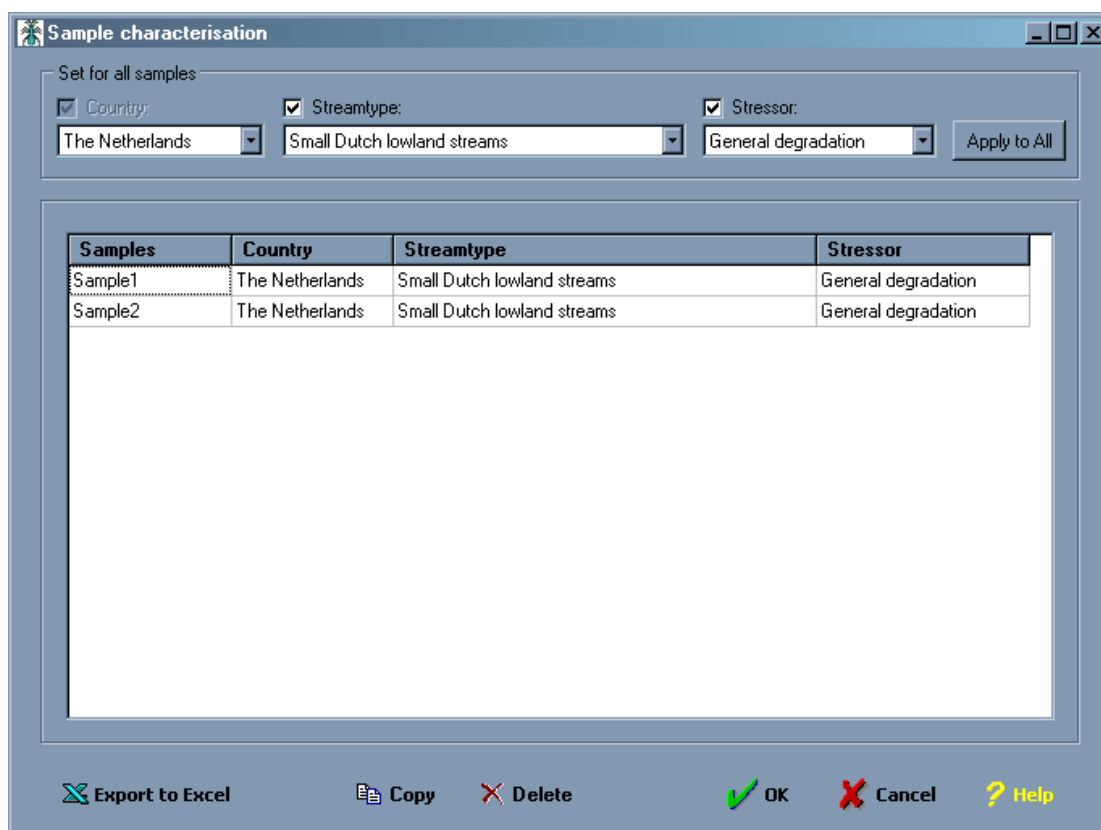 Sample characterisation
Set for all samples
Country: Streamtype: Stressor:
The Netherlands Small Dutch lowland streams General degradation Apply to All
Samples Country Streamtype Stressor
Sample1 The Netherlands Small Dutch lowland streams General degradation
Sample2 The Netherlands Small Dutch lowland streams General degradation
Export to Excel Copy Delete OK Cancel ? Help